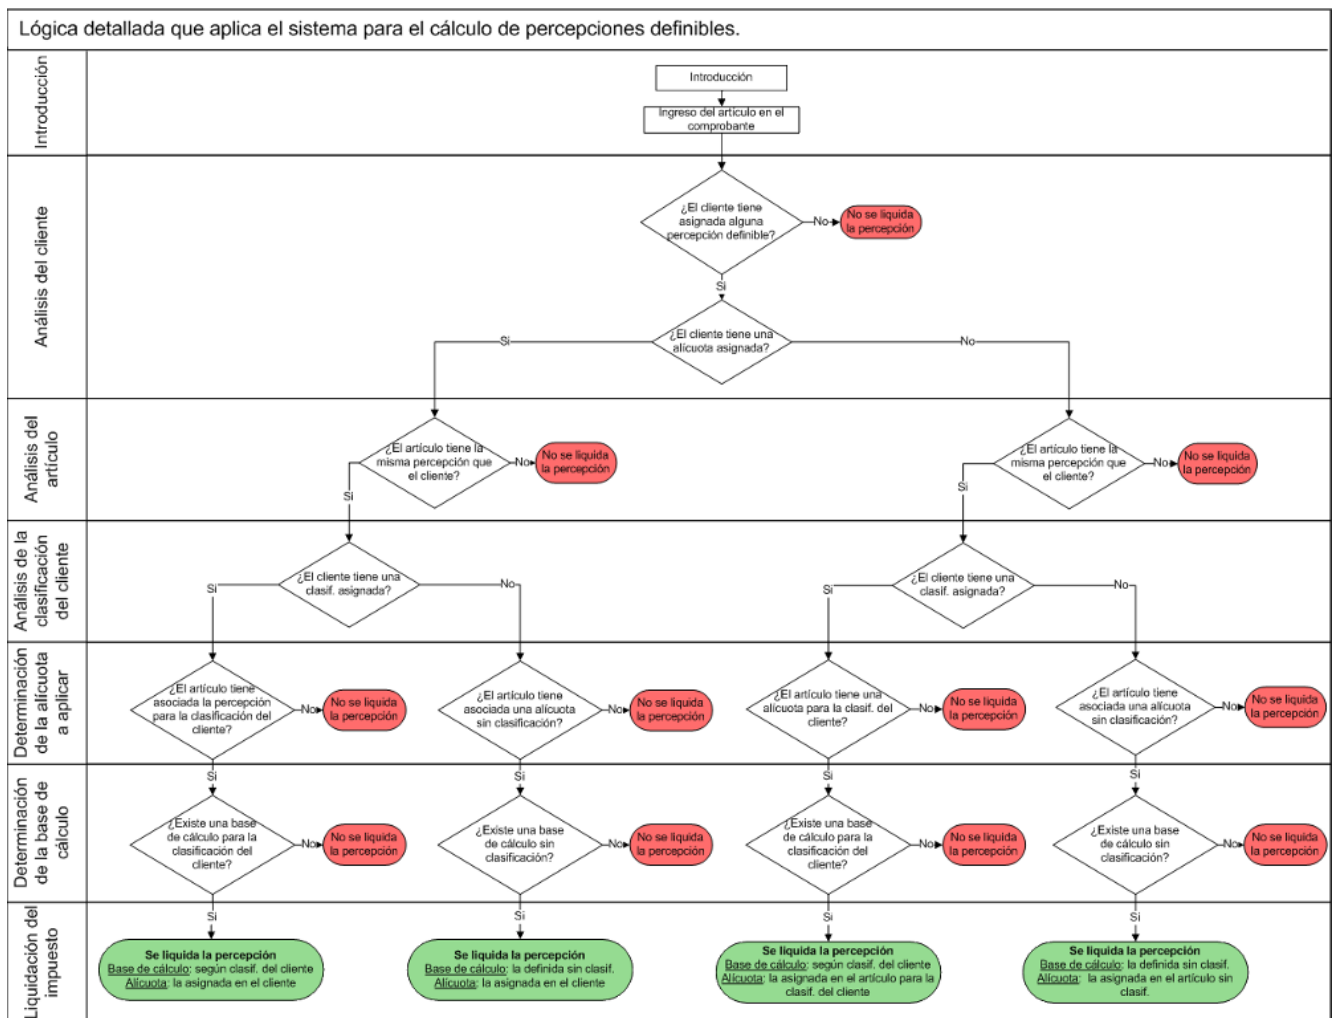 Lógica detallada que aplica el sistema para el cálculo de percepciones definibles.
Introducción
Introducción
Ingreso del artículo en el
comprobante
Análisis del cliente
¿El cliente tiene
asignada alguna
percepción definible?
No
No se liquida
la percepción
Si
¿El cliente tiene una
alícuota asignada?
Si
No
Análisis del
artículo
¿El artículo tiene la
misma percepción que
el cliente?
No
No se liquida
la percepción
Si
¿El artículo tiene la
misma percepción que
el cliente?
No
No se liquida
la percepción
Si
Análisis de la
clasificación
del cliente
¿El cliente tiene una
clasif. asignada?
Si
No
¿El cliente tiene una
clasif. asignada?
Si
No
Determinación
de la alícuota
a aplicar
¿El artículo tiene
asociada la percepción
para la clasificación del
cliente?
No
No se liquida
la percepción
Si
¿El artículo tiene
asociada una alícuota
sin clasificación?
No
No se liquida
la percepción
Si
¿El artículo tiene una
alícuota para la clasif. del
cliente?
No
No se liquida
la percepción
Si
¿El artículo tiene
asociada una alícuota
sin clasificación?
No
No se liquida
la percepción
Si
Determinación
de la base de
cálculo
¿Existe una base
de cálculo para la
clasificación del
cliente?
No
No se liquida
la percepción
Si
¿Existe una base
de cálculo sin
clasificación?
No
No se liquida
la percepción
Si
¿Existe una base
de cálculo para la
clasificación del
cliente?
No
No se liquida
la percepción
Si
¿Existe una base
de cálculo sin
clasificación?
No
No se liquida
la percepción
Si
Liquidación del
impuesto
Se liquida la percepción
Base de cálculo: según clasif. del cliente
Alícuota: la asignada en el cliente
Se liquida la percepción
Base de cálculo: la definida sin clasif.
Alícuota: la asignada en el cliente
Se liquida la percepción
Base de cálculo: según clasif. del cliente
Alícuota: la asignada en el artículo para la
clasif. del cliente
Se liquida la percepción
Base de cálculo: la definida sin clasif.
Alícuota: la asignada en el artículo sin
clasif.